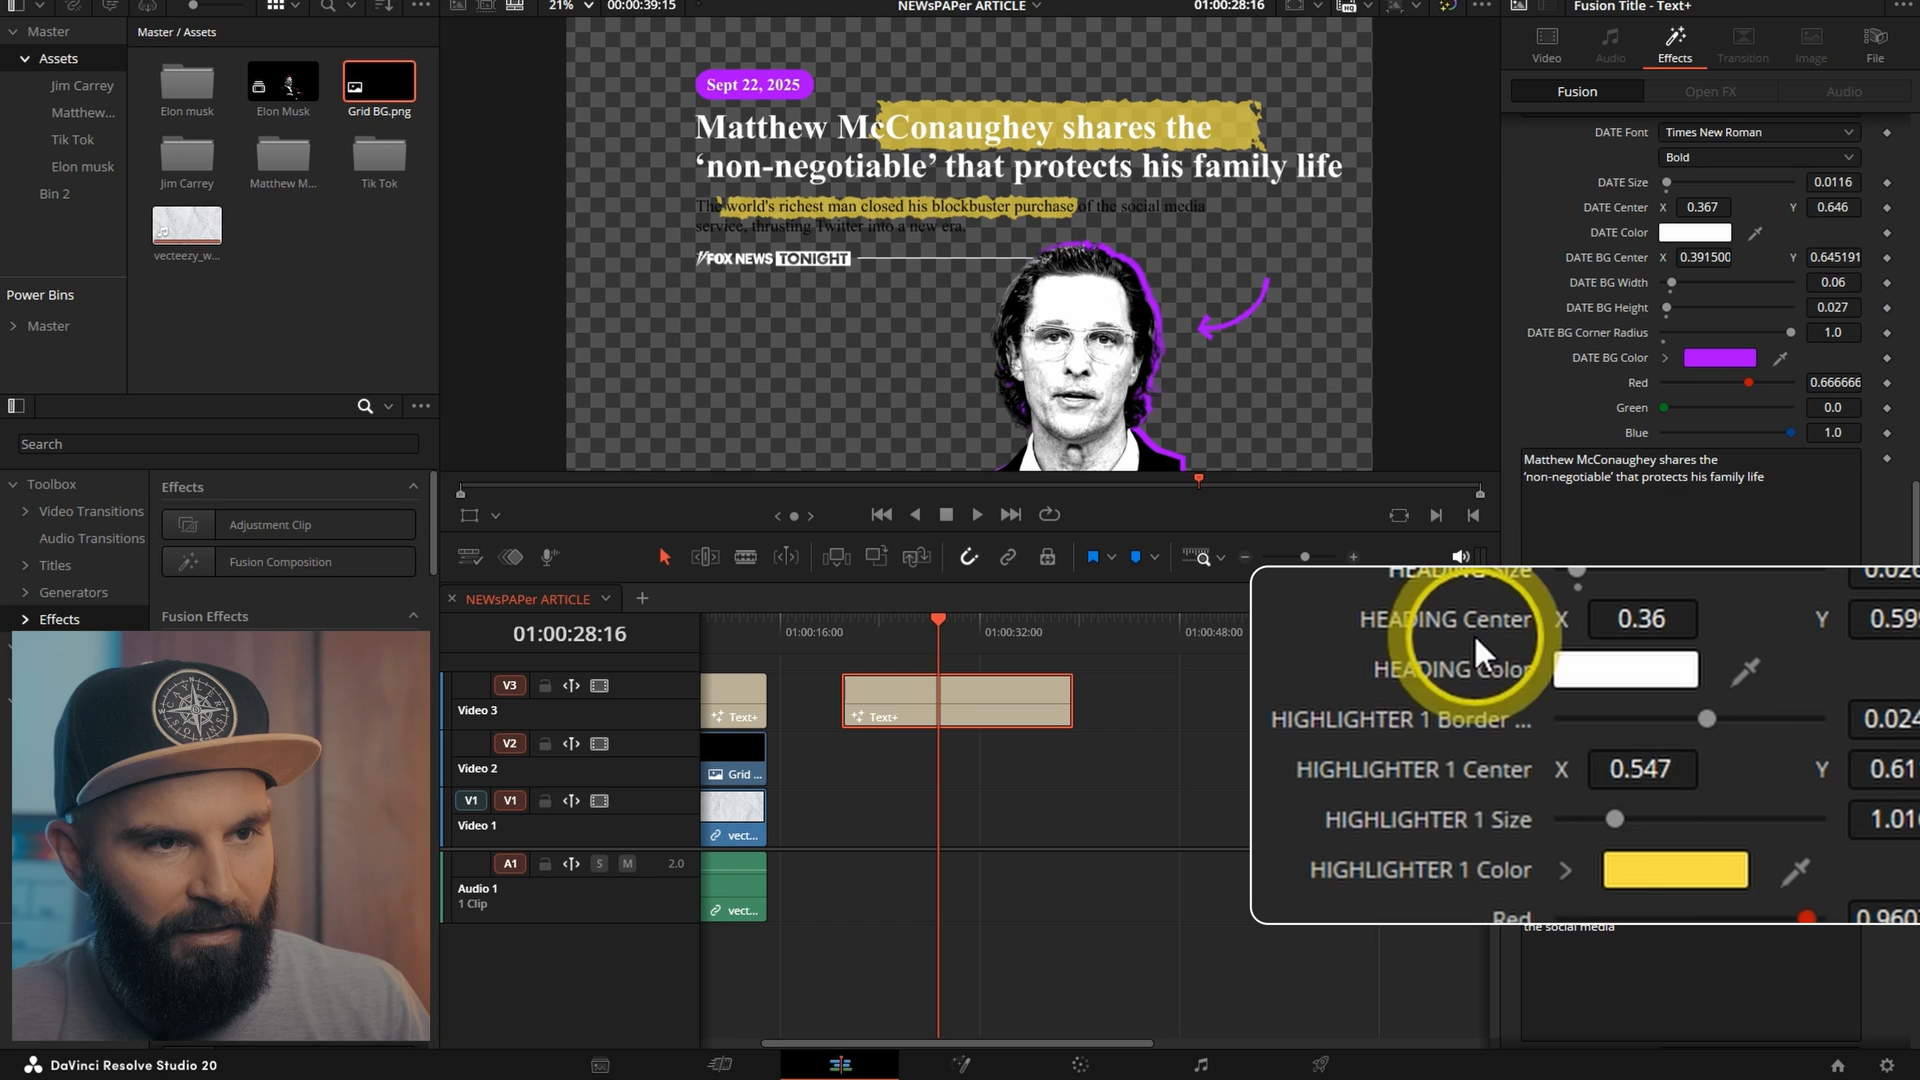 21%
00:00:39:15
NEWsPAPer ARTICLE
01:00:28:16
Fusion Title - Text+
Master
Master / Assets
Assets
Jim Carrey
Matthew...
Tik Tok
Elon musk
Bin 2
Power Bins
Master
Elon musk
Elon Musk
Grid BG.png
Jim Carrey
Matthew M...
Tik Tok
vecteezy_w...
Sept 22, 2025
Matthew McConaughey shares the
‘non-negotiable’ that protects his family life
The world's richest man closed his blockbuster purchase of the social media
service, thrusting Twitter into a new era.
FOX NEWS TONIGHT
Video
Audio
Effects
Transition
Image
File
Fusion
Open FX
Audio
DATE Font
Times New Roman
Bold
DATE Size
0.0116
DATE Center X 0.367 Y 0.646
DATE Color
DATE BG Center X 0.391500 Y 0.645191
DATE BG Width 0.06
DATE BG Height 0.027
DATE BG Corner Radius 1.0
DATE BG Color
Red 0.666666
Green 0.0
Blue 1.0
Matthew McConaughey shares the
‘non-negotiable’ that protects his family life
HEADING Size
HEADING Center X 0.36 Y
HEADING Color
HIGHLIGHTER 1 Border ...
HIGHLIGHTER 1 Center X 0.547 Y
HIGHLIGHTER 1 Size
HIGHLIGHTER 1 Color
Red
the social media
Search
Toolbox
Video Transitions
Audio Transitions
Titles
Generators
Effects
Effects
Adjustment Clip
Fusion Composition
Fusion Effects
NEWsPAPer ARTICLE
01:00:28:16
01:00:16:00
01:00:32:00
01:00:48:00
V3
Video 3
V2
Video 2
V1 V1
Video 1
A1 S M 2.0
Audio 1
1 Clip
Text+
Text+
Grid ...
vect...
vect...
DaVinci Resolve Studio 20